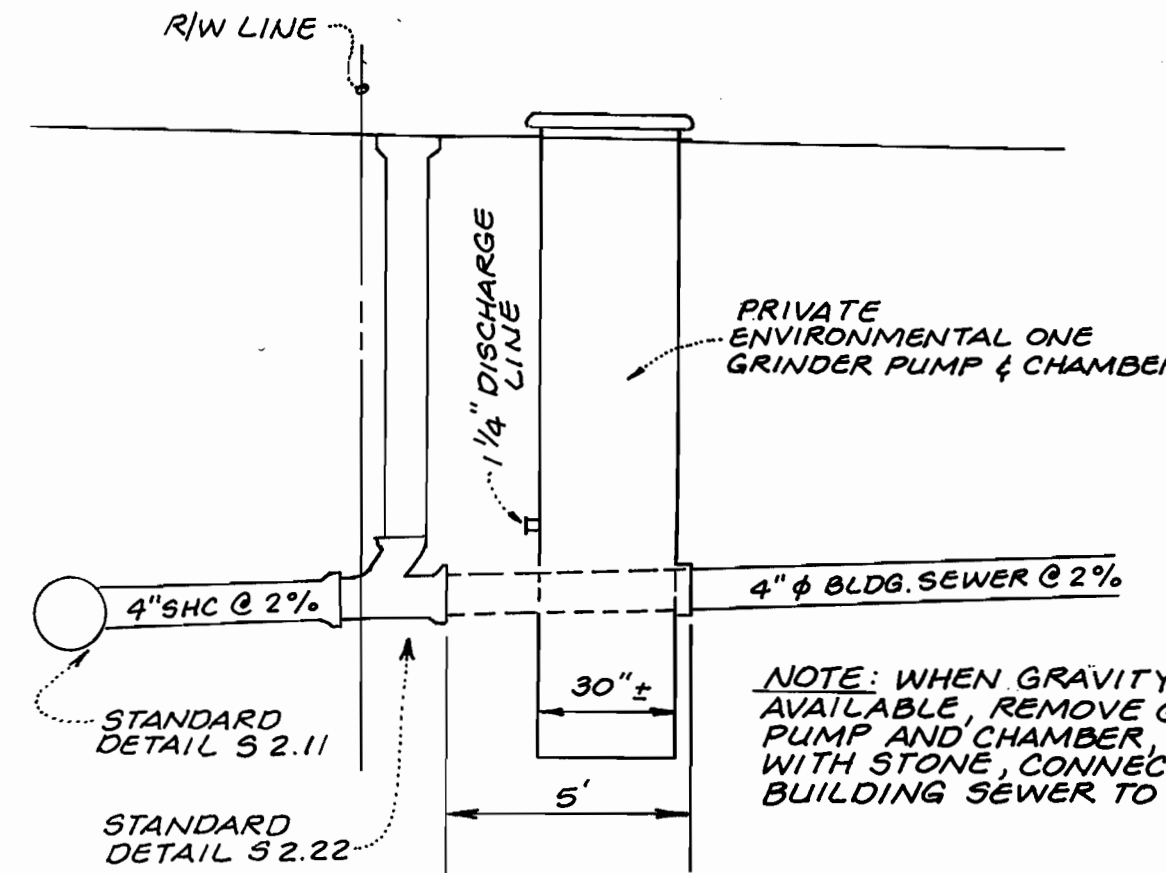 R/W LINE
1 1/4" DISCHARGE
LINE
PRIVATE
ENVIRONMENTAL ONE
GRINDER PUMP & CHAMBER
4" SHC @ 2%
4" φ BLDG. SEWER @ 2%
30" ±
5'
STANDARD
DETAIL S 2.11
STANDARD
DETAIL S 2.22
NOTE: WHEN GRAVITY
AVAILABLE, REMOVE
PUMP AND CHAMBER,
WITH STONE, CONNEC
BUILDING SEWER TO